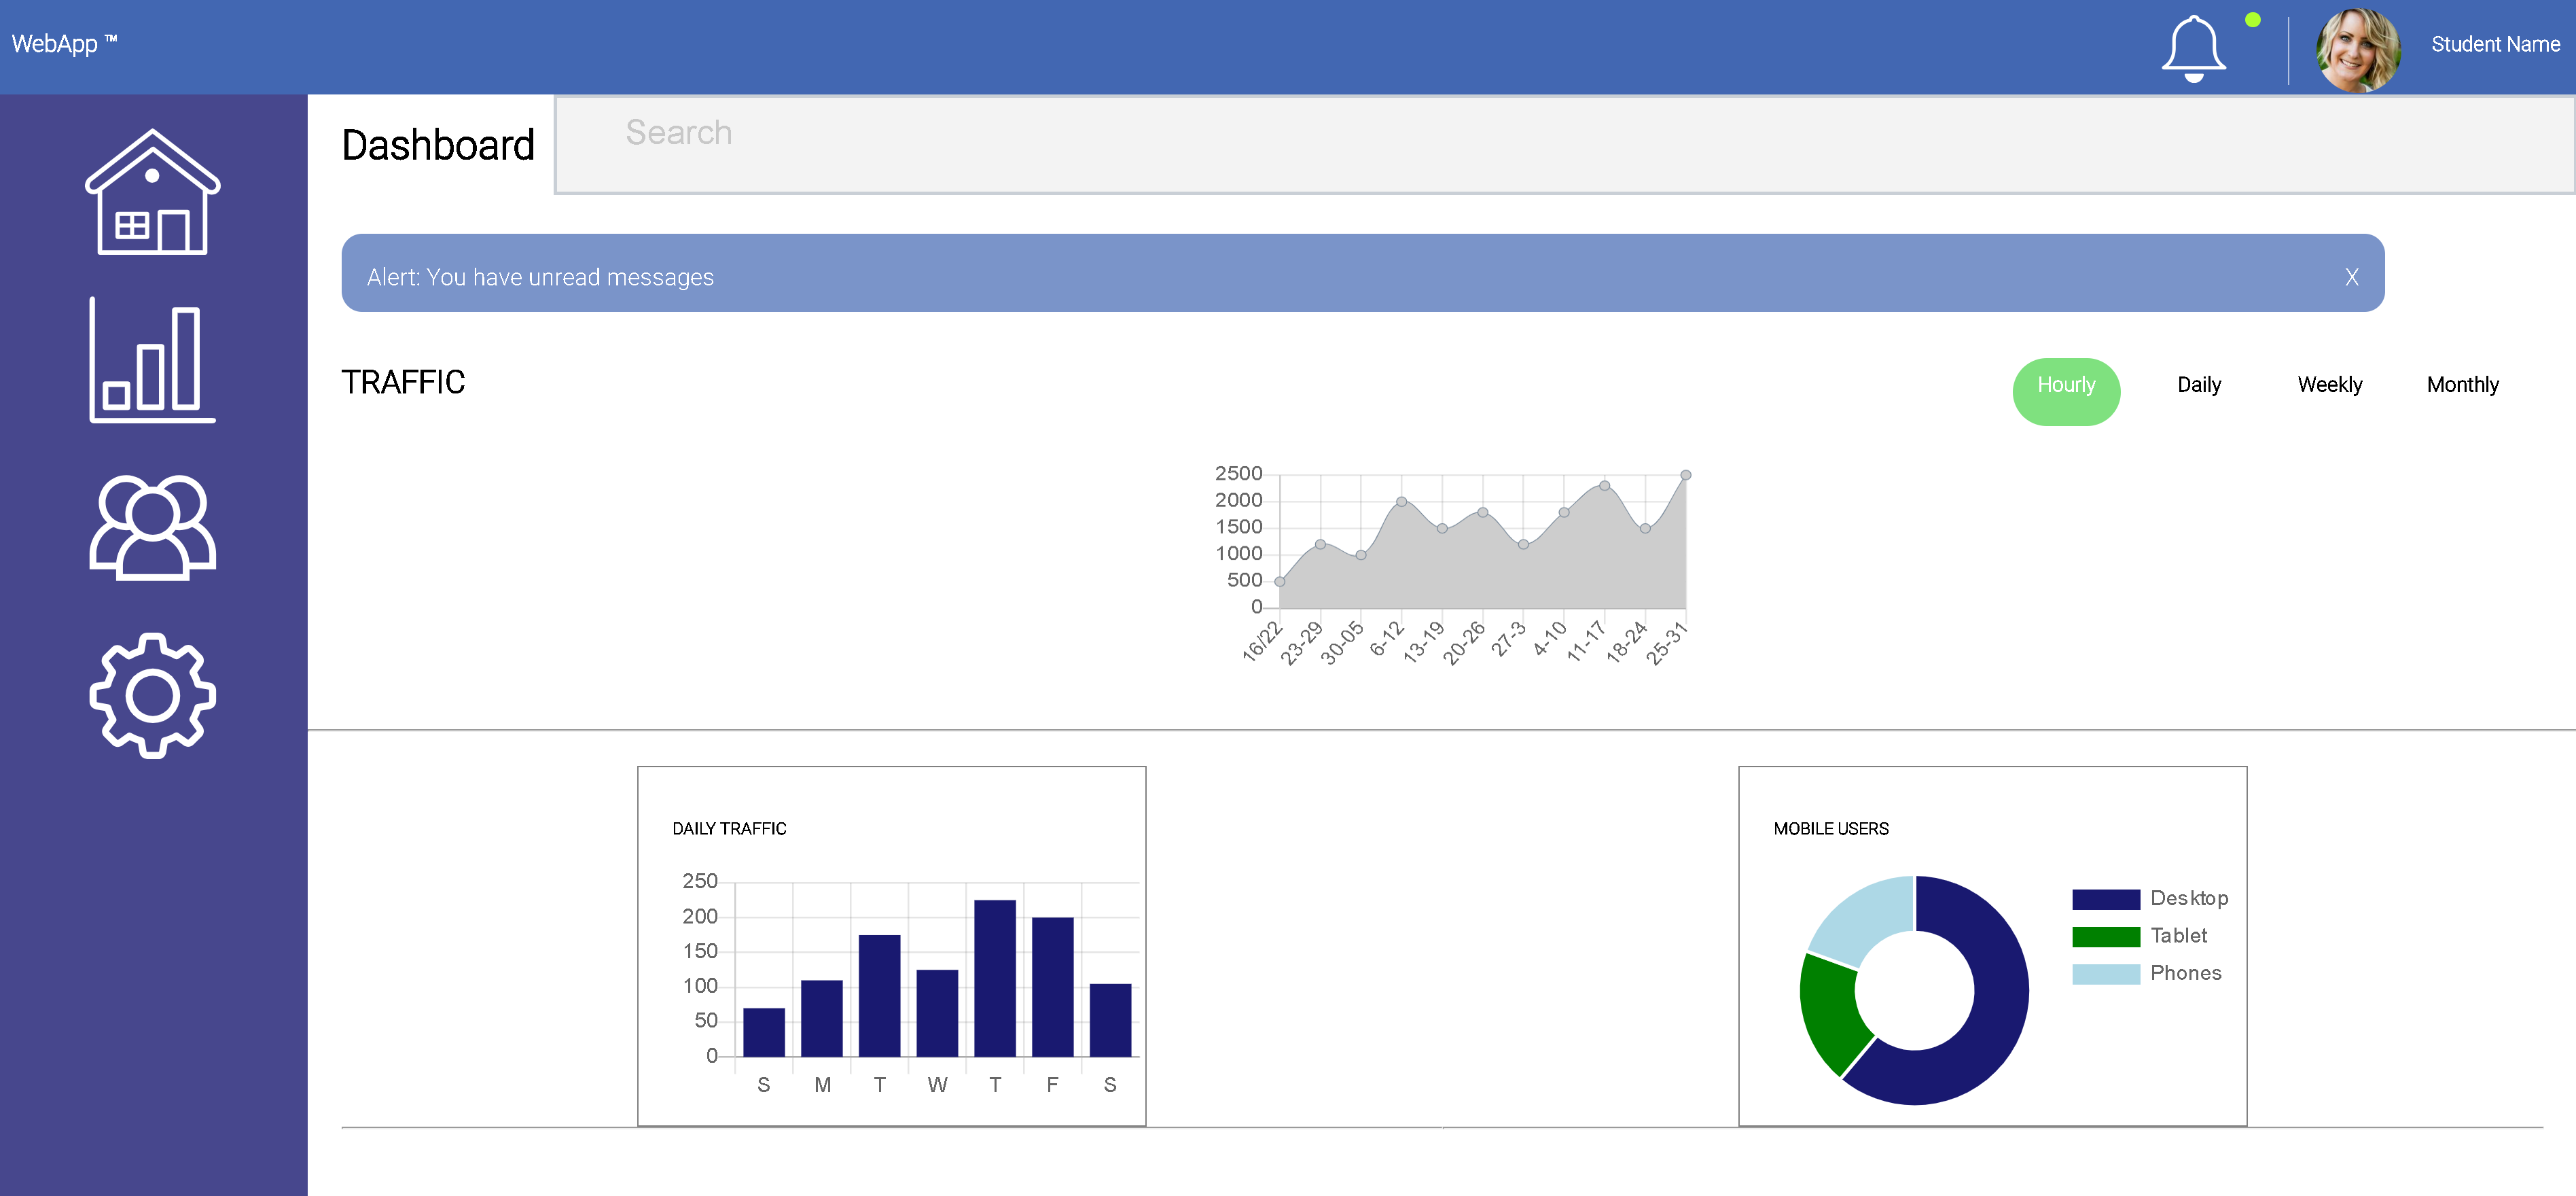 WebApp ™
Student Name
Dashboard
Search
Alert: You have unread messages
X
TRAFFIC
Hourly
Daily
Weekly
Monthly
2500
2000
1500
1000
500
0
16/22
23-29
30-05
6-12
13-19
20-26
27-3
4-10
11-17
18-24
25-31
DAILY TRAFFIC
250
200
150
100
50
0
S
M
T
W
T
F
S
MOBILE USERS
Desktop
Tablet
Phones